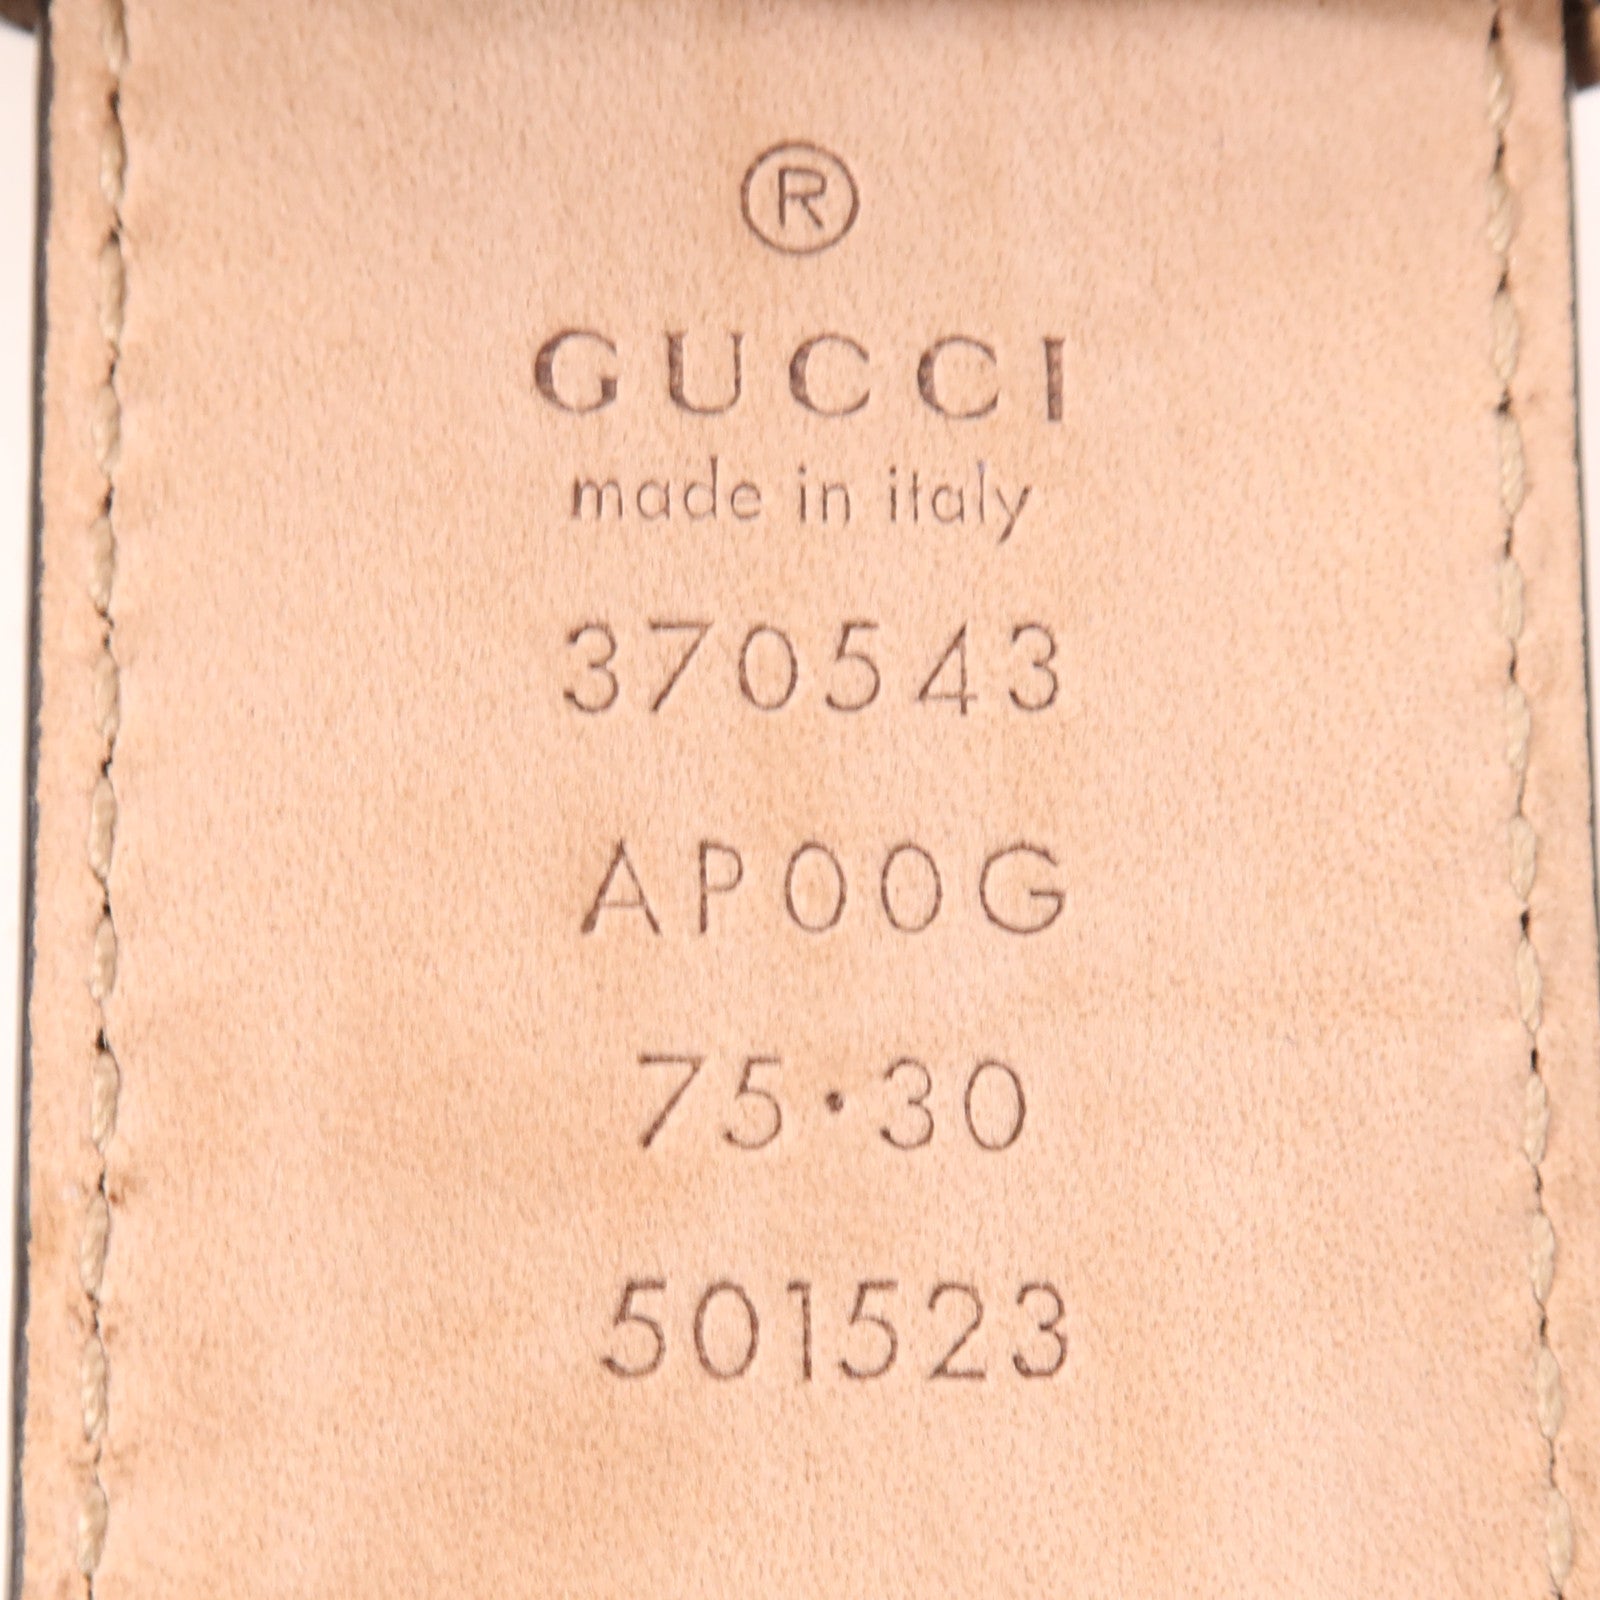 ®
GUCCI
made in italy
370543
AP00G
75·30
501523